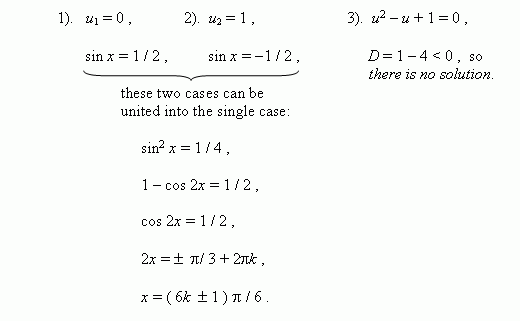 1). u₁ = 0 , 2). u₂ = 1 , 3). u² – u + 1 = 0 ,
sin x = 1 / 2 , sin x = –1 / 2 , D = 1 – 4 < 0 , so
there is no solution.
these two cases can be
united into the single case:
sin² x = 1 / 4 ,
1 – cos 2x = 1 / 2 ,
cos 2x = 1 / 2 ,
2x = ± π/ 3 + 2πk ,
x = ( 6k ± 1 ) π / 6 .